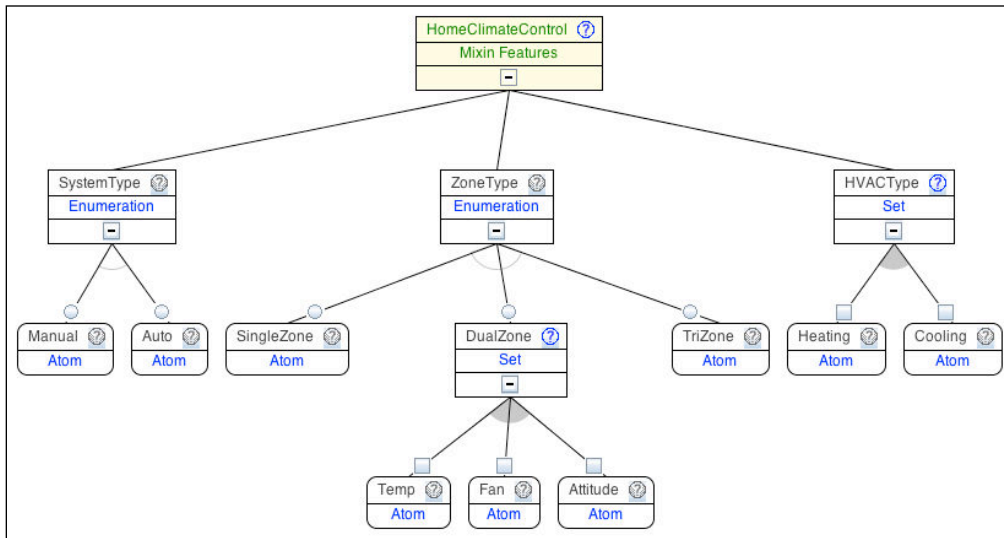 HomeClimateControl ?
Mixin Features
SystemType ?
Enumeration
ZoneType ?
Enumeration
HVACType ?
Set
Manual ?
Atom
Auto ?
Atom
SingleZone ?
Atom
DualZone ?
Set
TriZone ?
Atom
Heating ?
Atom
Cooling ?
Atom
Temp ?
Atom
Fan ?
Atom
Attitude ?
Atom